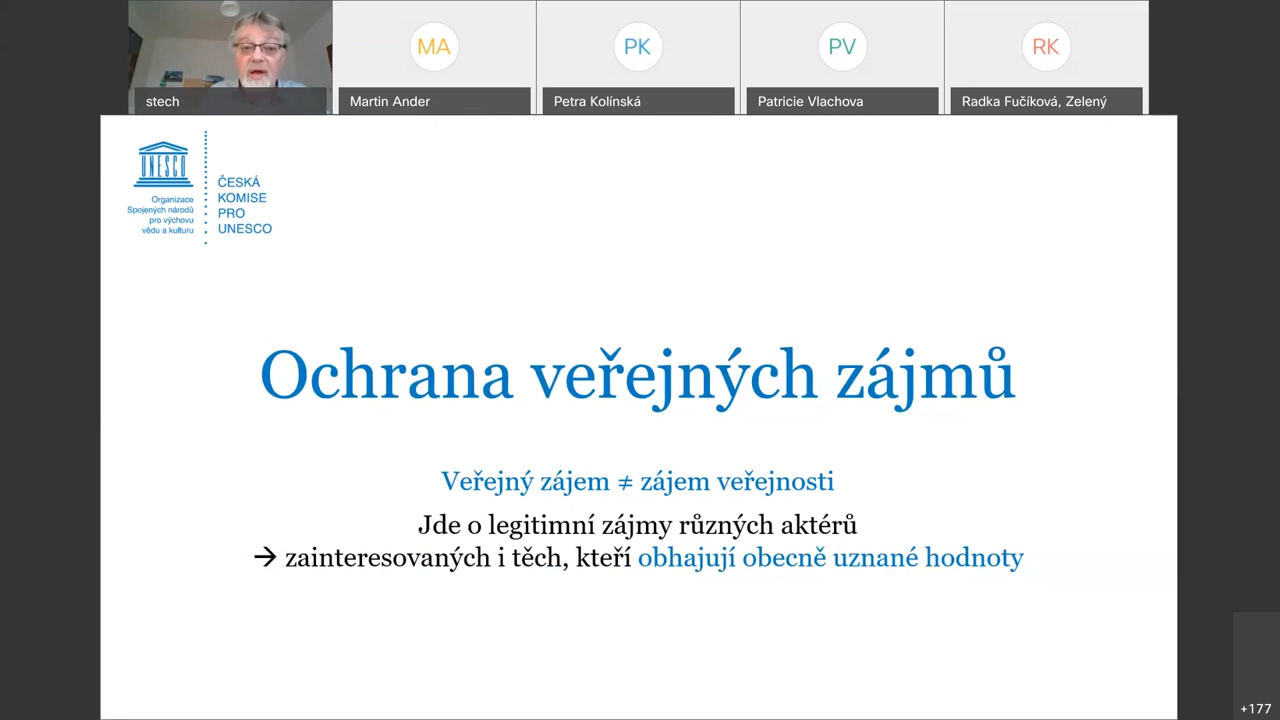 MA
PK
PV
RK
stech
Martin Ander
Petra Kolínská
Patricie Vlachova
Radka Fučíková, Zelený
UNESCO
Organizace
Spojených národů
pro výchovu
vědu a kulturu
ČESKÁ
KOMISE
PRO
UNESCO
Ochrana veřejných zájmů
Veřejný zájem ≠ zájem veřejnosti
Jde o legitimní zájmy různých aktérů
→ zainteresovaných i těch, kteří obhajují obecně uznané hodnoty
+177